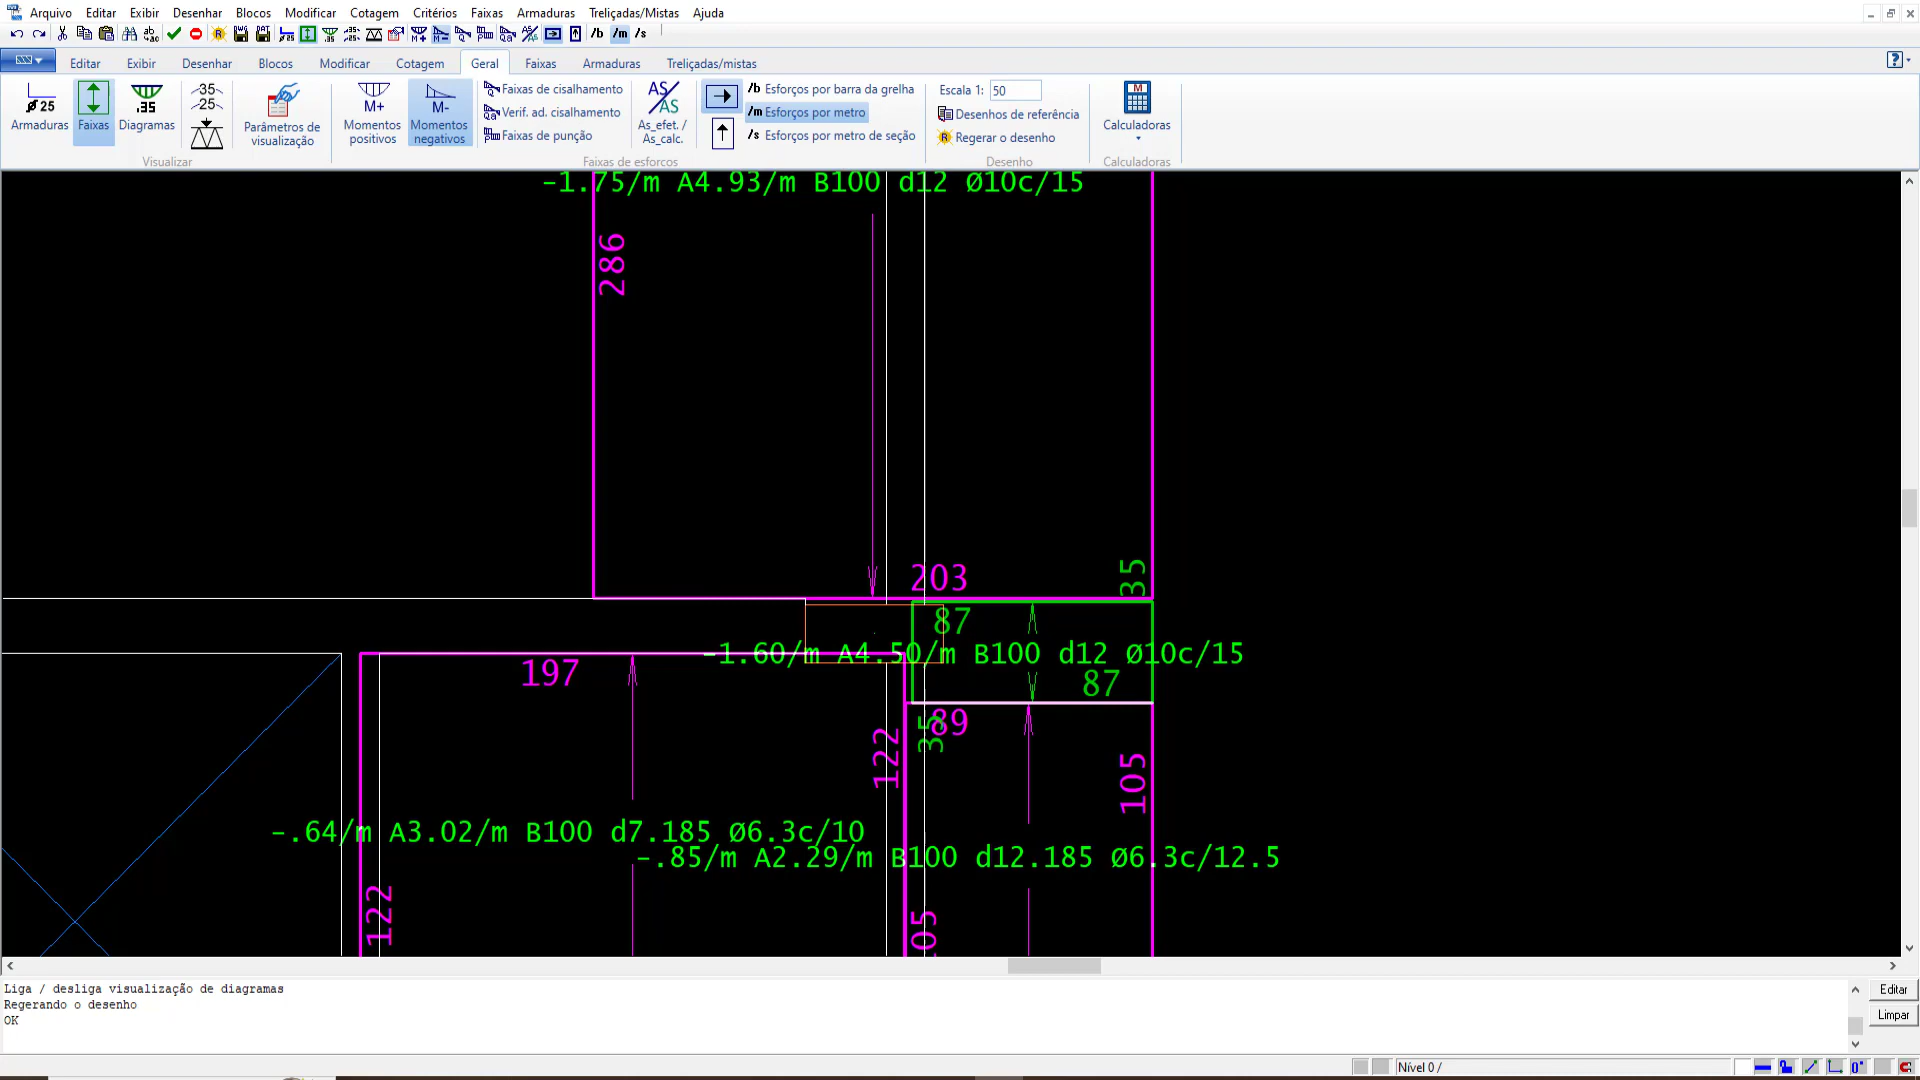 Arquivo Editar Exibir Desenhar Blocos Modificar Cotagem Critérios Faixas Armaduras Treliçadas/Mistas Ajuda
/b /m /s
Editar Exibir Desenhar Blocos Modificar Cotagem Geral Faixas Armaduras Treliçadas/mistas
Armaduras
Faixas
Diagramas
Parâmetros de visualização
Visualizar
M+ Momentos positivos
M- Momentos negativos
Faixas de cisalhamento
Verif. ad. cisalhamento
Faixas de punção
As_efet. / As_calc.
/b Esforços por barra da grelha
/m Esforços por metro
/s Esforços por metro de seção
Faixas de esforcos
Escala 1: 50
Desenhos de referência
Regerar o desenho
Desenho
Calculadoras
Calculadoras
-1.75/m A4.93/m B100 d12 Ø10c/15
286
203
35
87
-1.60/m A4.50/m B100 d12 Ø10c/15
197
87
89
35
122
105
-.64/m A3.02/m B100 d7.185 Ø6.3c/10
-.85/m A2.29/m B100 d12.185 Ø6.3c/12.5
122
105
Liga / desliga visualização de diagramas
Regerando o desenho
OK
Editar
Limpar
Nível 0 /